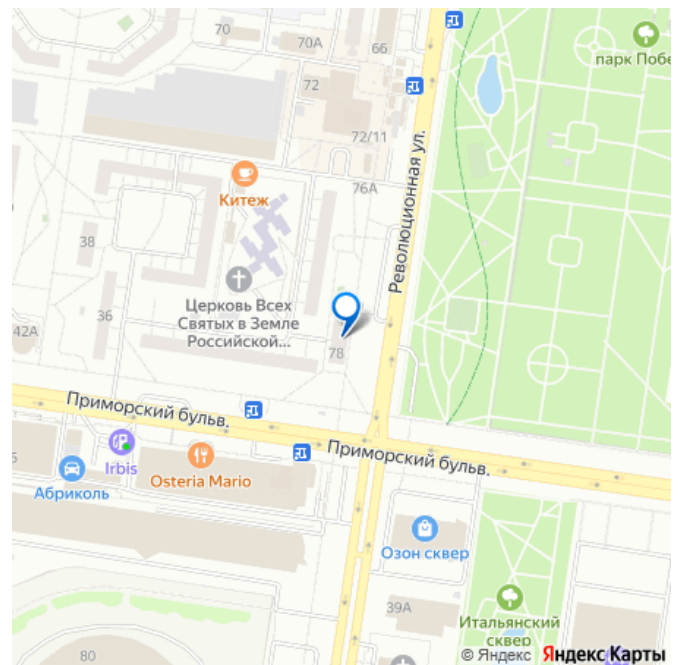 70
70А
66
парк Побе
72
72/11
76А
Китеж
Революционная ул.
38
Церковь Всех
Святых в Земле
Российской...
36
42А
78
Приморский бульв.
Приморский бульв.
Irbis
Osteria Mario
Абриколь
Озон сквер
39А
Итальянский
сквер
80
© Яндекс Яндекс Карты